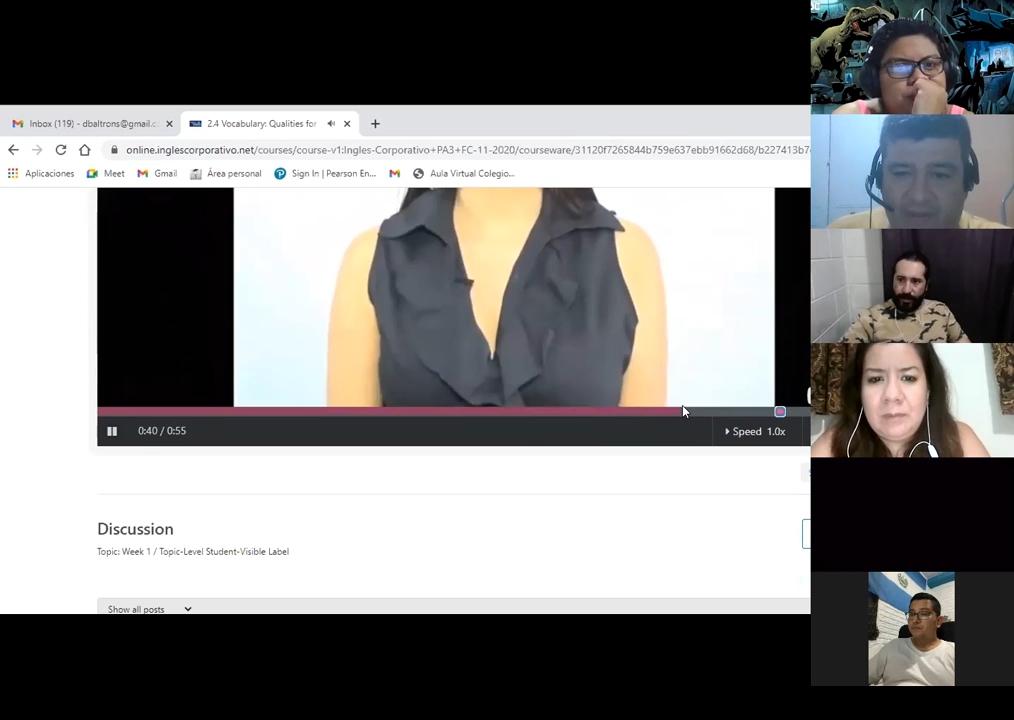 Inbox (119) - dbaltrons@gmail.c
2.4 Vocabulary: Qualities for
online.inglescorporativo.net/courses/course-v1:Ingles-Corporativo+PA3+FC-11-2020/courseware/31120f7265844b759e637ebb91662d68/b227413b7
Aplicaciones
Meet
Gmail
Área personal
Sign In | Pearson En...
Aula Virtual Colegio...
0:40 / 0:55
Speed 1.0x
Discussion
Topic: Week 1 / Topic-Level Student-Visible Label
Show all posts